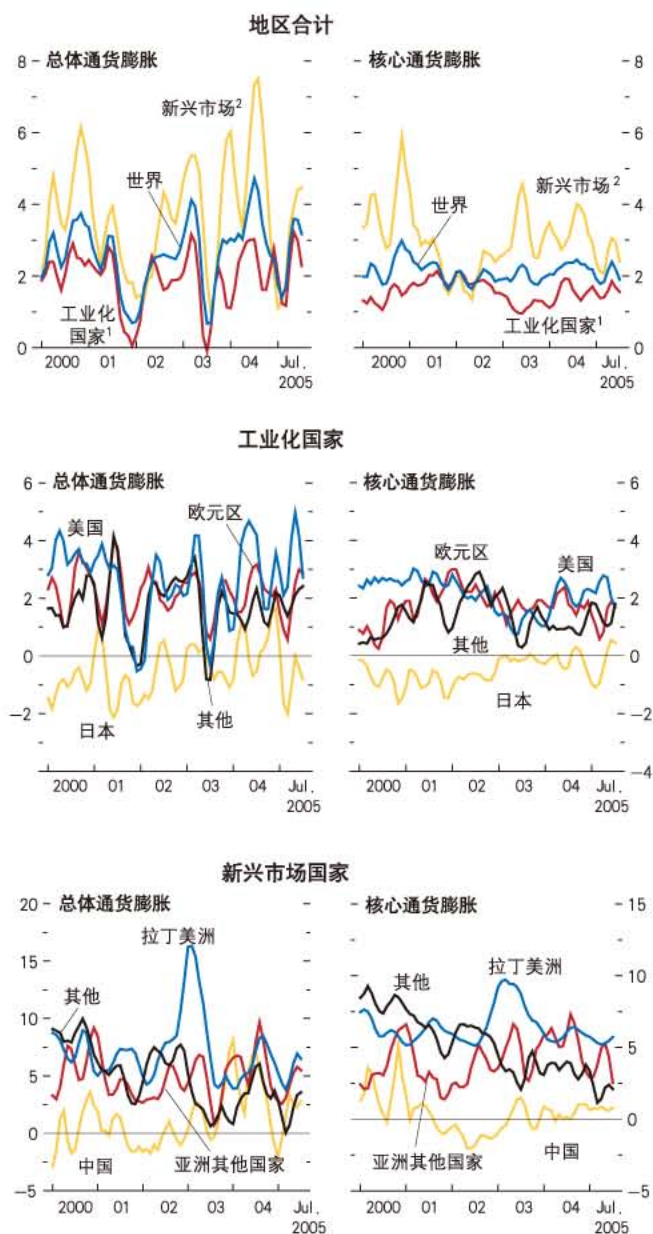 地区合计
总体通货膨胀
核心通货膨胀
8
8
新兴市场²
6
6
世界
新兴市场²
4
4
世界
2
2
工业化
国家¹
工业化国家¹
0
0
2000 01 02 03 04 Jul.
2005
2000 01 02 03 04 Jul.
2005
工业化国家
总体通货膨胀
核心通货膨胀
6
6
美国
欧元区
欧元区
美国
4
4
2
2
其他
0
0
日本
其他
日本
−2
−2
−4
2000 01 02 03 04 Jul.
2005
2000 01 02 03 04 Jul.
2005
新兴市场国家
总体通货膨胀
核心通货膨胀
20
15
拉丁美洲
拉丁美洲
其他
其他
15
10
10
5
5
0
0
中国
亚洲其他国家
亚洲其他国家
中国
−5
−5
2000 01 02 03 04 Jul.
2005
2000 01 02 03 04 Jul.
2005